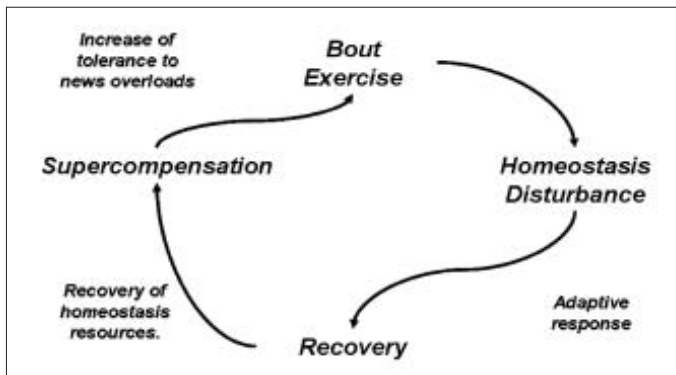 Increase of
tolerance to
news overloads
Bout
Exercise
Supercompensation
Homeostasis
Disturbance
Recovery of
homeostasis
resources.
Adaptive
response
Recovery